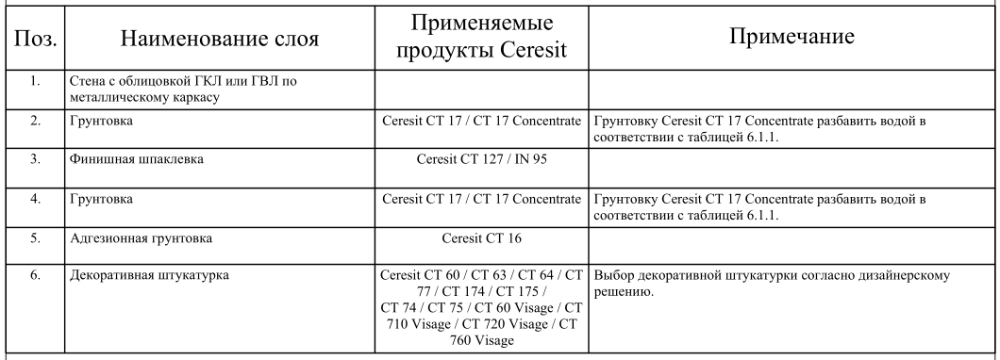 Поз.
Наименование слоя
Применяемые
продукты Ceresit
Примечание
1.
Стена с облицовкой ГКЛ или ГВЛ по
металлическому каркасу
2.
Грунтовка
Ceresit CT 17 / CT 17 Concentrate
Грунтовку Ceresit CT 17 Concentrate разбавить водой в
соответствии с таблицей 6.1.1.
3.
Финишная шпаклевка
Ceresit CT 127 / IN 95
4.
Грунтовка
Ceresit CT 17 / CT 17 Concentrate
Грунтовку Ceresit CT 17 Concentrate разбавить водой в
соответствии с таблицей 6.1.1.
5.
Адгезионная грунтовка
Ceresit CT 16
6.
Декоративная штукатурка
Ceresit CT 60 / CT 63 / CT 64 / CT
77 / CT 174 / CT 175 /
CT 74 / CT 75 / CT 60 Visage / CT
710 Visage / CT 720 Visage / CT
760 Visage
Выбор декоративной штукатурки согласно дизайнерскому
решению.